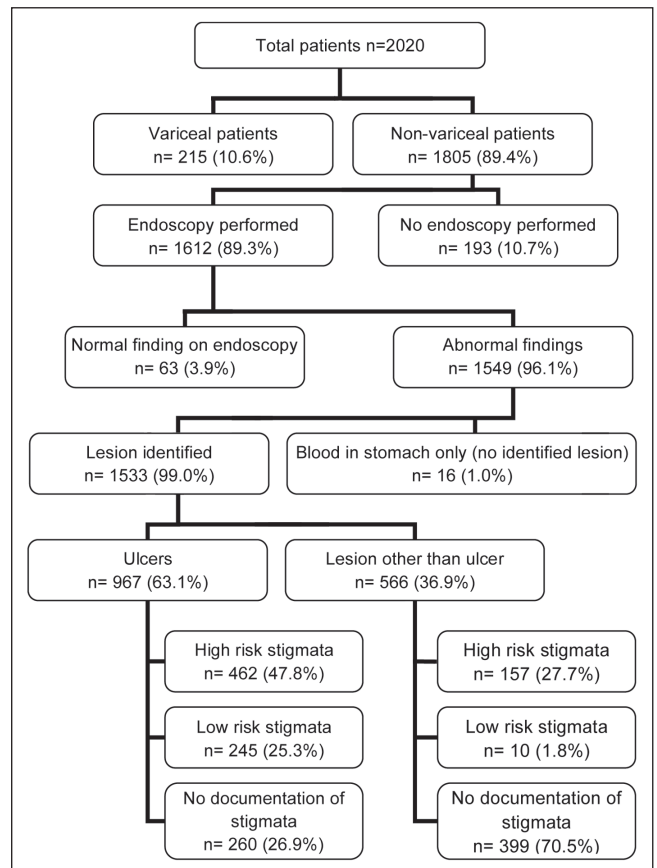 Total patients n=2020
Variceal patients
n= 215 (10.6%)
Non-variceal patients
n= 1805 (89.4%)
Endoscopy performed
n= 1612 (89.3%)
No endoscopy performed
n= 193 (10.7%)
Normal finding on endoscopy
n= 63 (3.9%)
Abnormal findings
n= 1549 (96.1%)
Lesion identified
n= 1533 (99.0%)
Blood in stomach only (no identified lesion)
n= 16 (1.0%)
Ulcers
n= 967 (63.1%)
Lesion other than ulcer
n= 566 (36.9%)
High risk stigmata
n= 462 (47.8%)
Low risk stigmata
n= 245 (25.3%)
No documentation of
stigmata
n= 260 (26.9%)
High risk stigmata
n= 157 (27.7%)
Low risk stigmata
n= 10 (1.8%)
No documentation of
stigmata
n= 399 (70.5%)